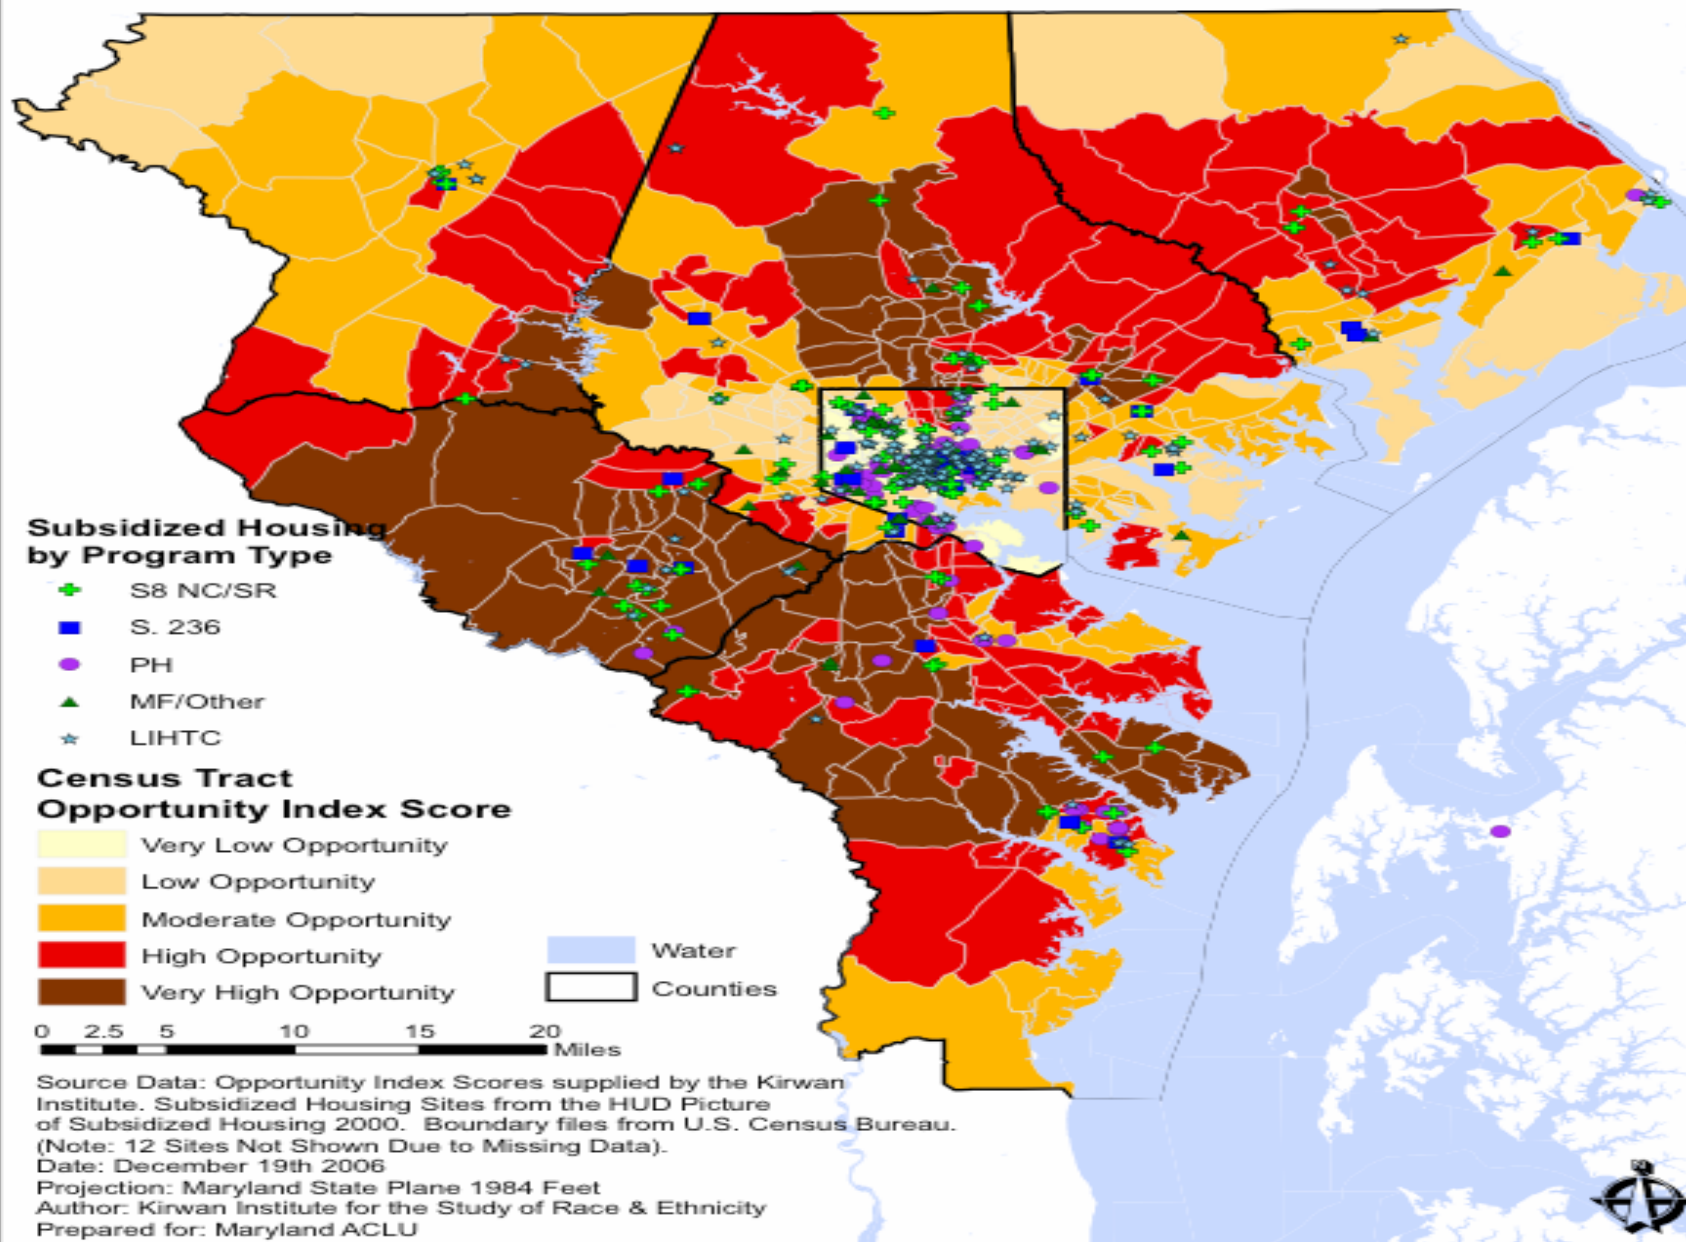 Subsidized Housing
by Program Type
S8 NC/SR
S. 236
PH
MF/Other
LIHTC
Census Tract
Opportunity Index Score
Very Low Opportunity
Low Opportunity
Moderate Opportunity
High Opportunity
Very High Opportunity
Water
Counties
0 2.5 5 10 15 20
Miles
Source Data: Opportunity Index Scores supplied by the Kirwan
Institute. Subsidized Housing Sites from the HUD Picture
of Subsidized Housing 2000. Boundary files from U.S. Census Bureau.
(Note: 12 Sites Not Shown Due to Missing Data).
Date: December 19th 2006
Projection: Maryland State Plane 1984 Feet
Author: Kirwan Institute for the Study of Race & Ethnicity
Prepared for: Maryland ACLU
N